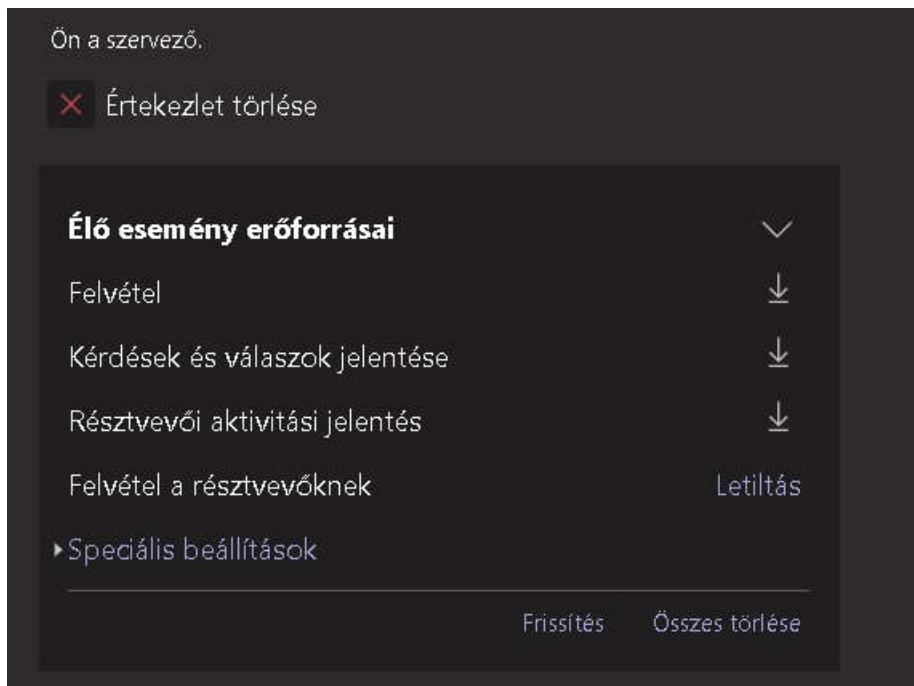 Ön a szervező.
Értekezlet törlése
Élő esemény erőforrásai
Felvétel
Kérdések és válaszok jelentése
Résztvevői aktivitási jelentés
Felvétel a résztvevőknek Letiltás
Speciális beállítások
Frissítés Összes törlése